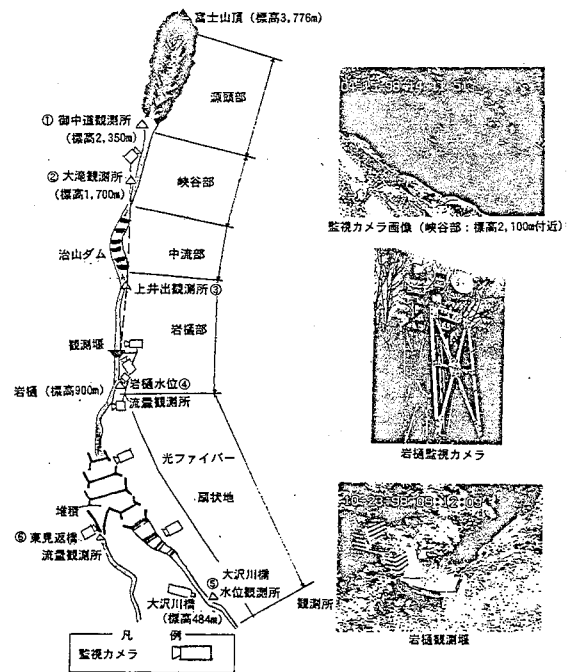 富士山頂 (標高3,776m)
源頭部
① 御中道観測所
(標高2,350m)
② 大滝観測所
(標高1,700m)
峡谷部
中流部
治山ダム
上井出観測所③
岩樋部
観測堰
岩樋 (標高900m)
岩樋水位④
流量観測所
光ファイバー
扇状地
堆積
⑥ 東見返橋
流量観測所
大沢川橋
⑤
水位観測所
観測所
大沢川橋
(標高484m)
凡 例
監視カメラ
監視カメラ画像 (峡谷部:標高2,100m付近)
岩樋監視カメラ
10-23-98 09:12:09
岩樋観測堰